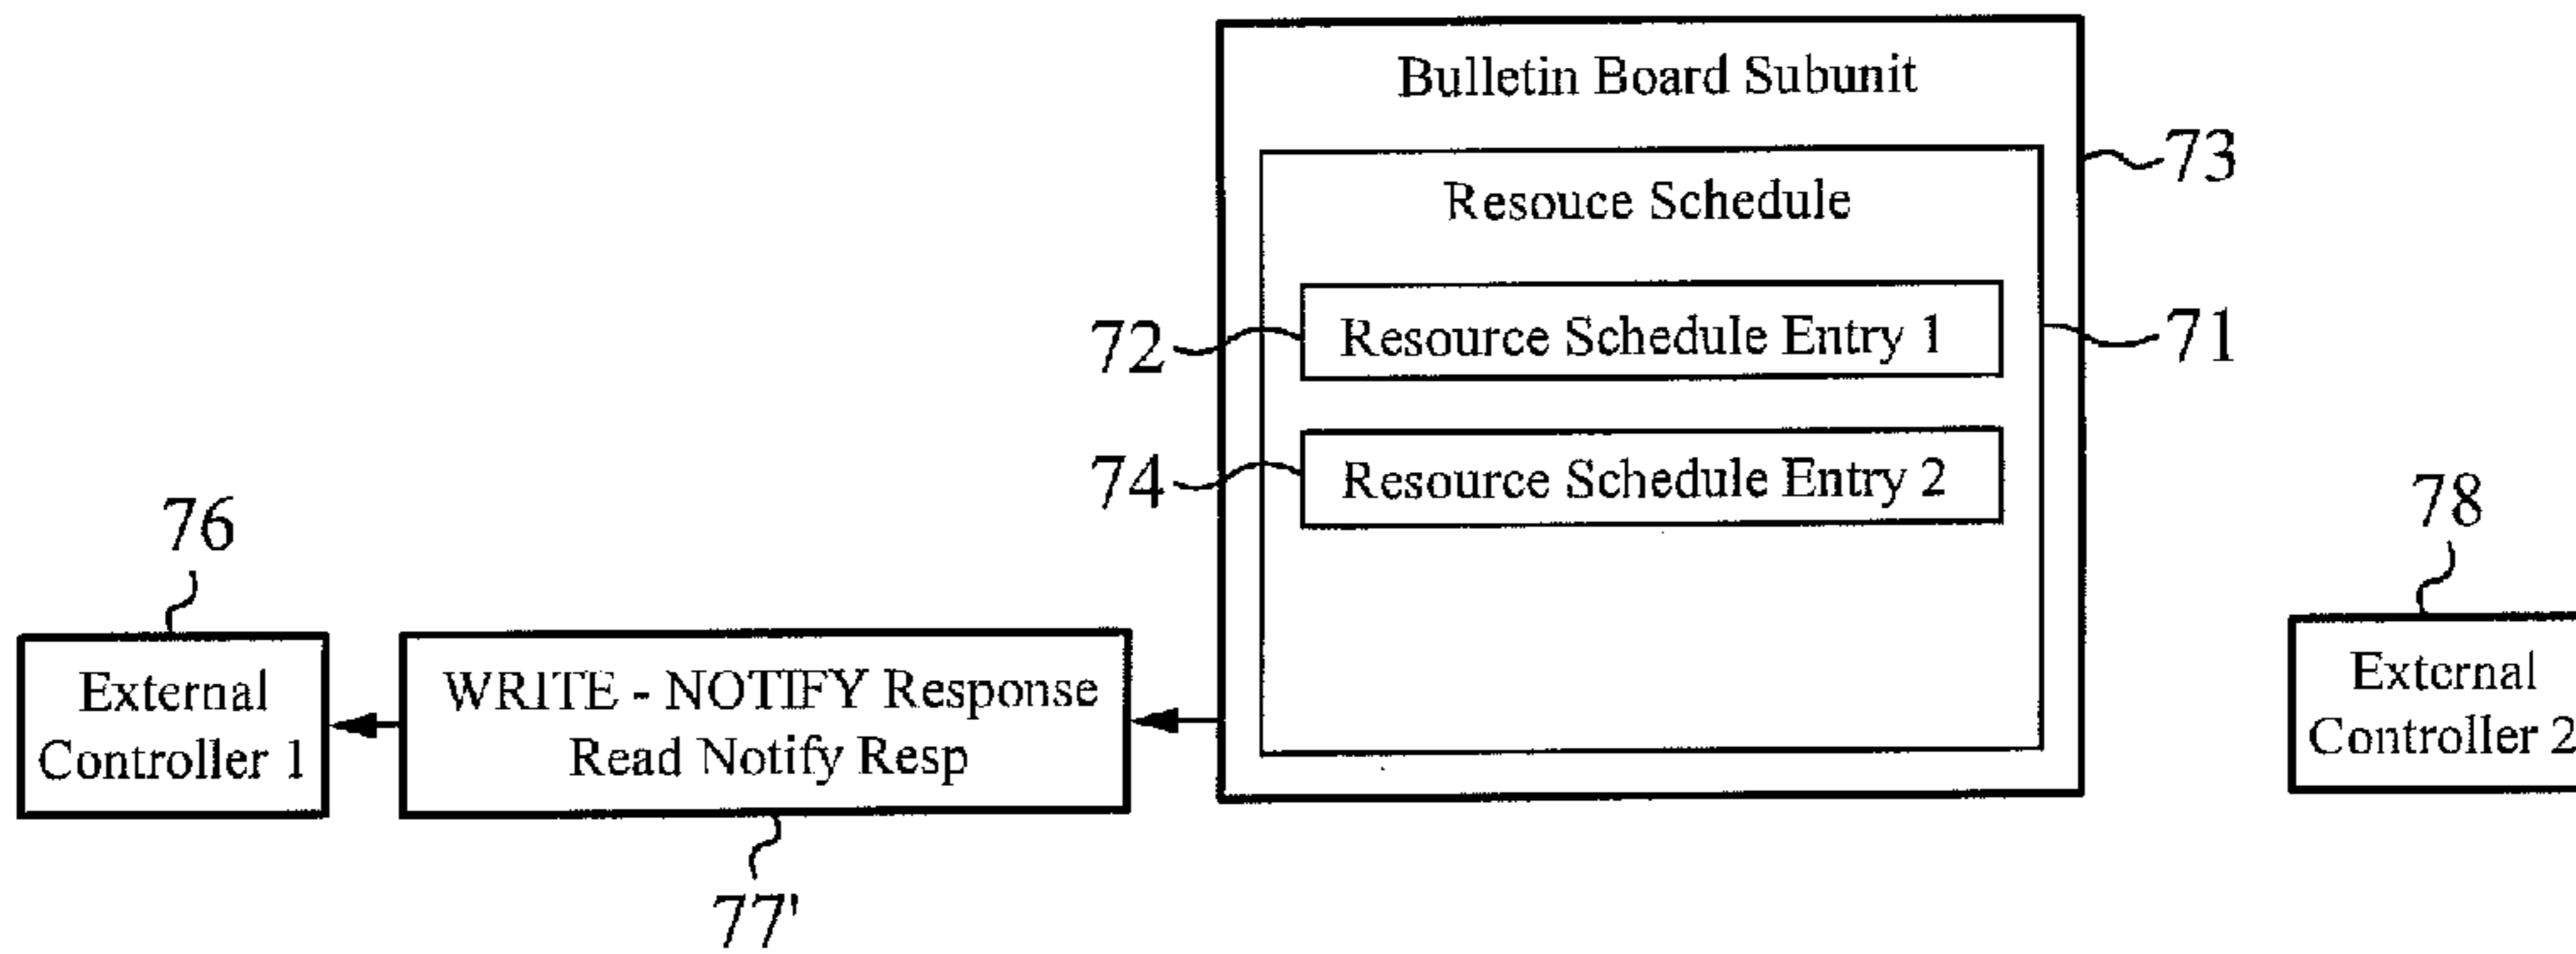 Bulletin Board Subunit
73
Resouce Schedule
72
Resource Schedule Entry 1
71
74
Resource Schedule Entry 2
76
78
External
Controller 1
WRITE - NOTIFY Response
Read Notify Resp
External
Controller 2
77'